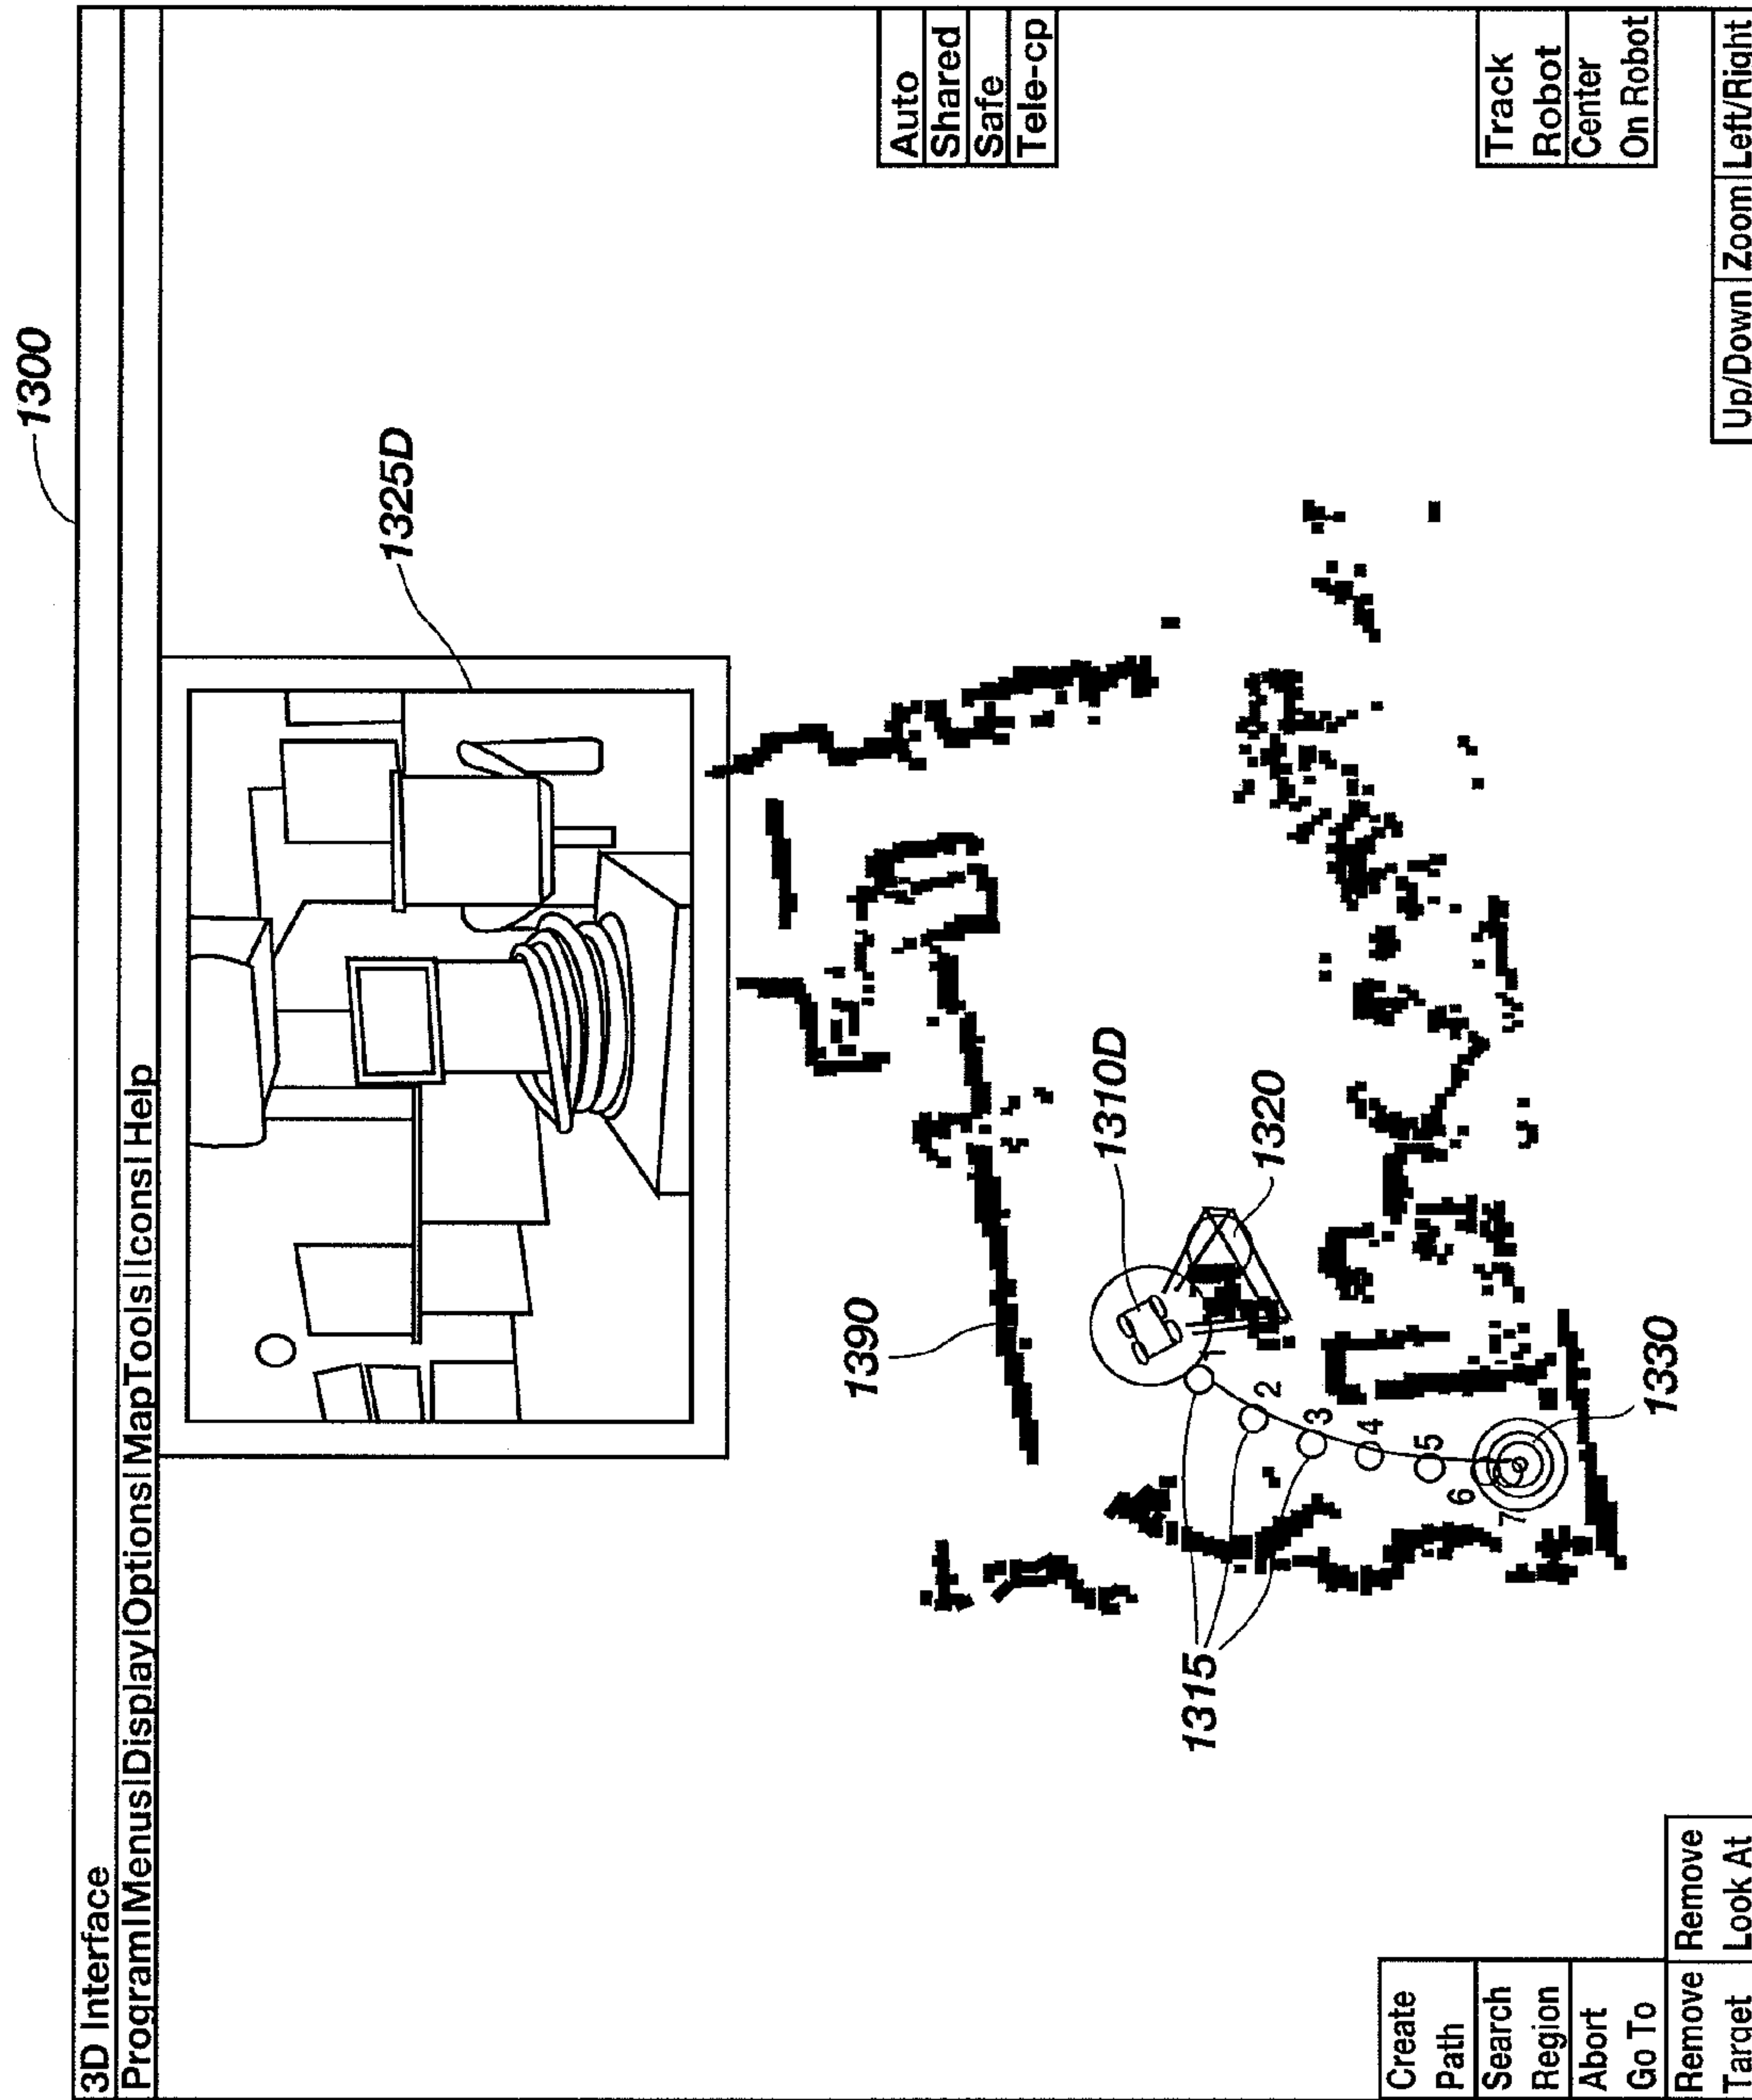 1300
3D Interface
Program|Menus|Display|Options|MapTools|Icons|Help
1325D
Auto
Shared
Safe
Tele-cp
1390
1310D
1320
1
2
3
4
5
6
7
1315
1330
Create
Path
Search
Region
Abort
Go To
Remove
Target
Remove
Look At
Track
Robot
Center
On Robot
Up/Down|Zoom|Left/Right